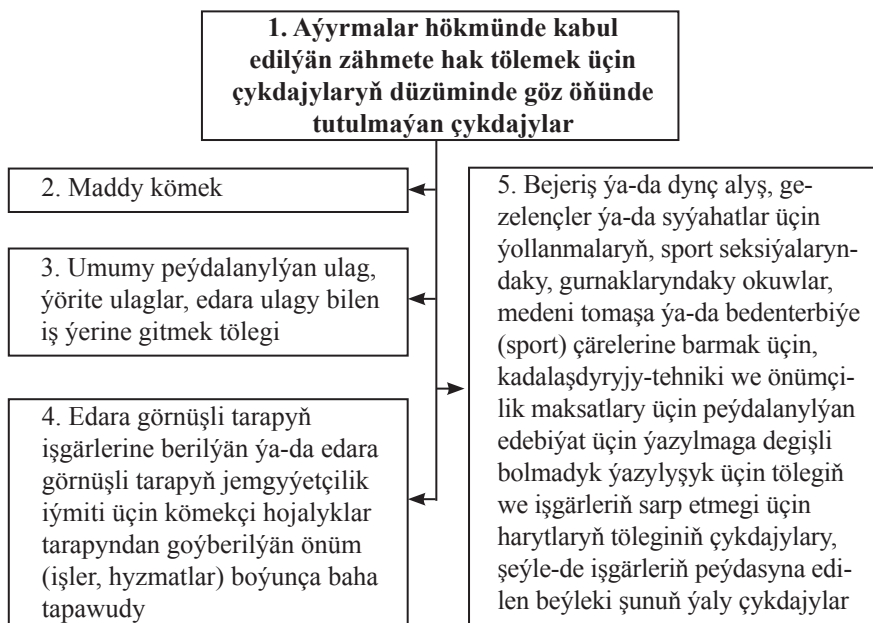 1. Aýyrmalar hökmünde kabul
edilýän zähmete hak tölemek üçin
çykdajylaryň düzüminde göz öňünde
tutulmaýan çykdajylar
2. Maddy kömek
3. Umumy peýdalanylýan ulag,
ýörite ulaglar, edara ulagy bilen
iş ýerine gitmek tölegi
4. Edara görnüşli tarapyň
işgärlerine berilýän ýa-da edara
görnüşli tarapyň jemgyýetçilik
iýmiti üçin kömekçi hojalyklar
tarapyndan goýberilýän önüm
(işler, hyzmatlar) boýunça baha
tapawudy
5. Bejeriş ýa-da dynç alyş, ge-
zelençler ýa-da syýahatlar üçin
ýollanmalaryň, sport seksiýalaryn-
daky, gurnaklaryndaky okuwlar,
medeni tomaşa ýa-da bedenterbiýe
(sport) çärelerine barmak üçin,
kadalaşdyryjy-tehniki we önümçi-
lik maksatlary üçin peýdalanylýan
edebiýat üçin ýazylmaga degişli
bolmadyk ýazylyşyk üçin tölegiň
we işgärleriň sarp etmegi üçin
harytlaryň töleginiň çykdajylary,
şeýle-de işgärleriň peýdasyna edi-
len beýleki şunuň ýaly çykdajylar